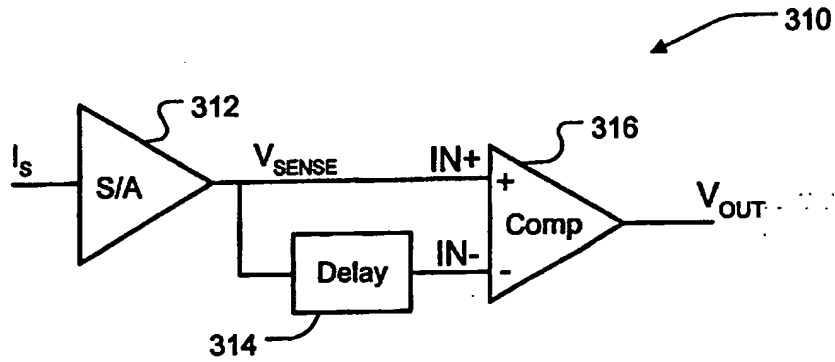 310
312
316
I_S
S/A
V_SENSE
IN+
+
Comp
V_OUT
Delay
IN-
-
314